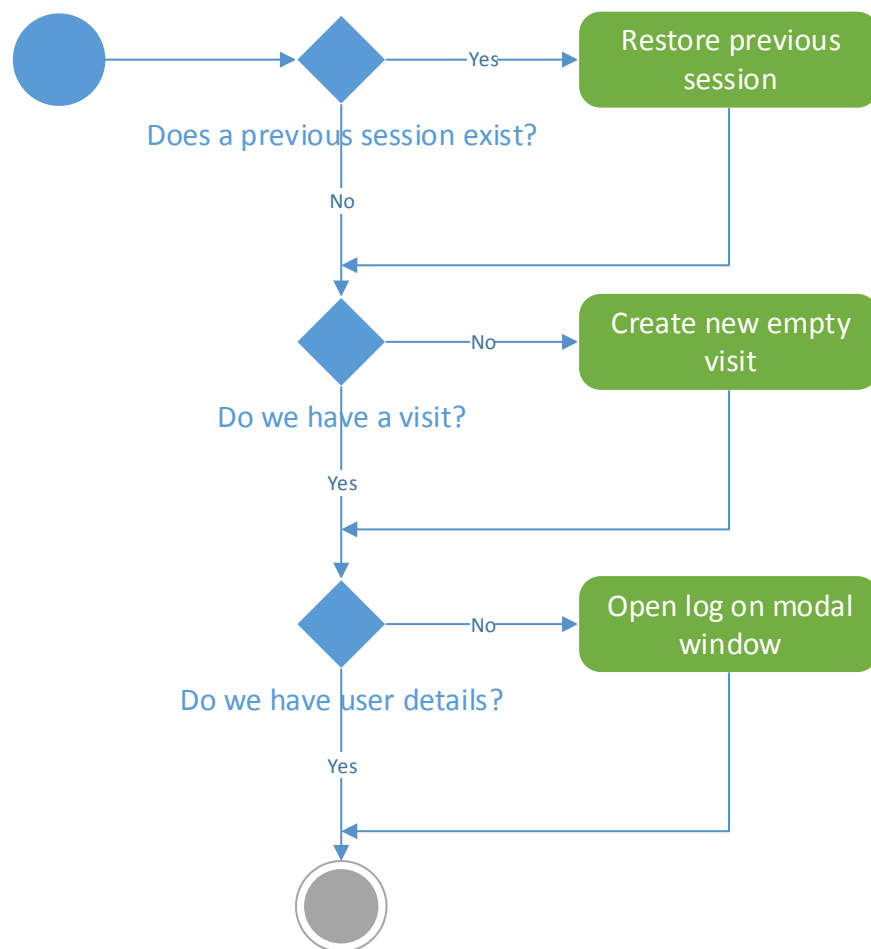 Yes
Restore previous
session
Does a previous session exist?
No
No
Create new empty
visit
Do we have a visit?
Yes
No
Open log on modal
window
Do we have user details?
Yes